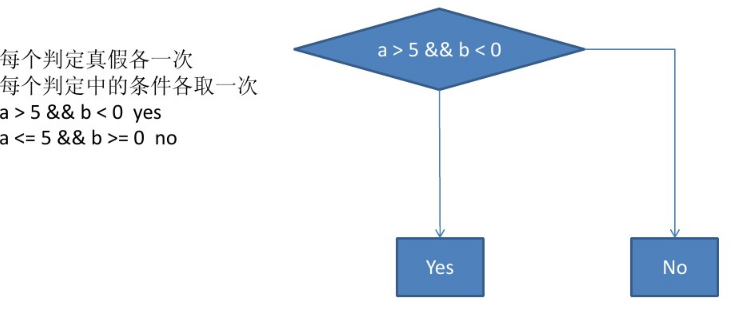 每个判定真假各一次
每个判定中的条件各取一次
a > 5 && b < 0 yes
a <= 5 && b >= 0 no
a > 5 && b < 0
Yes
No